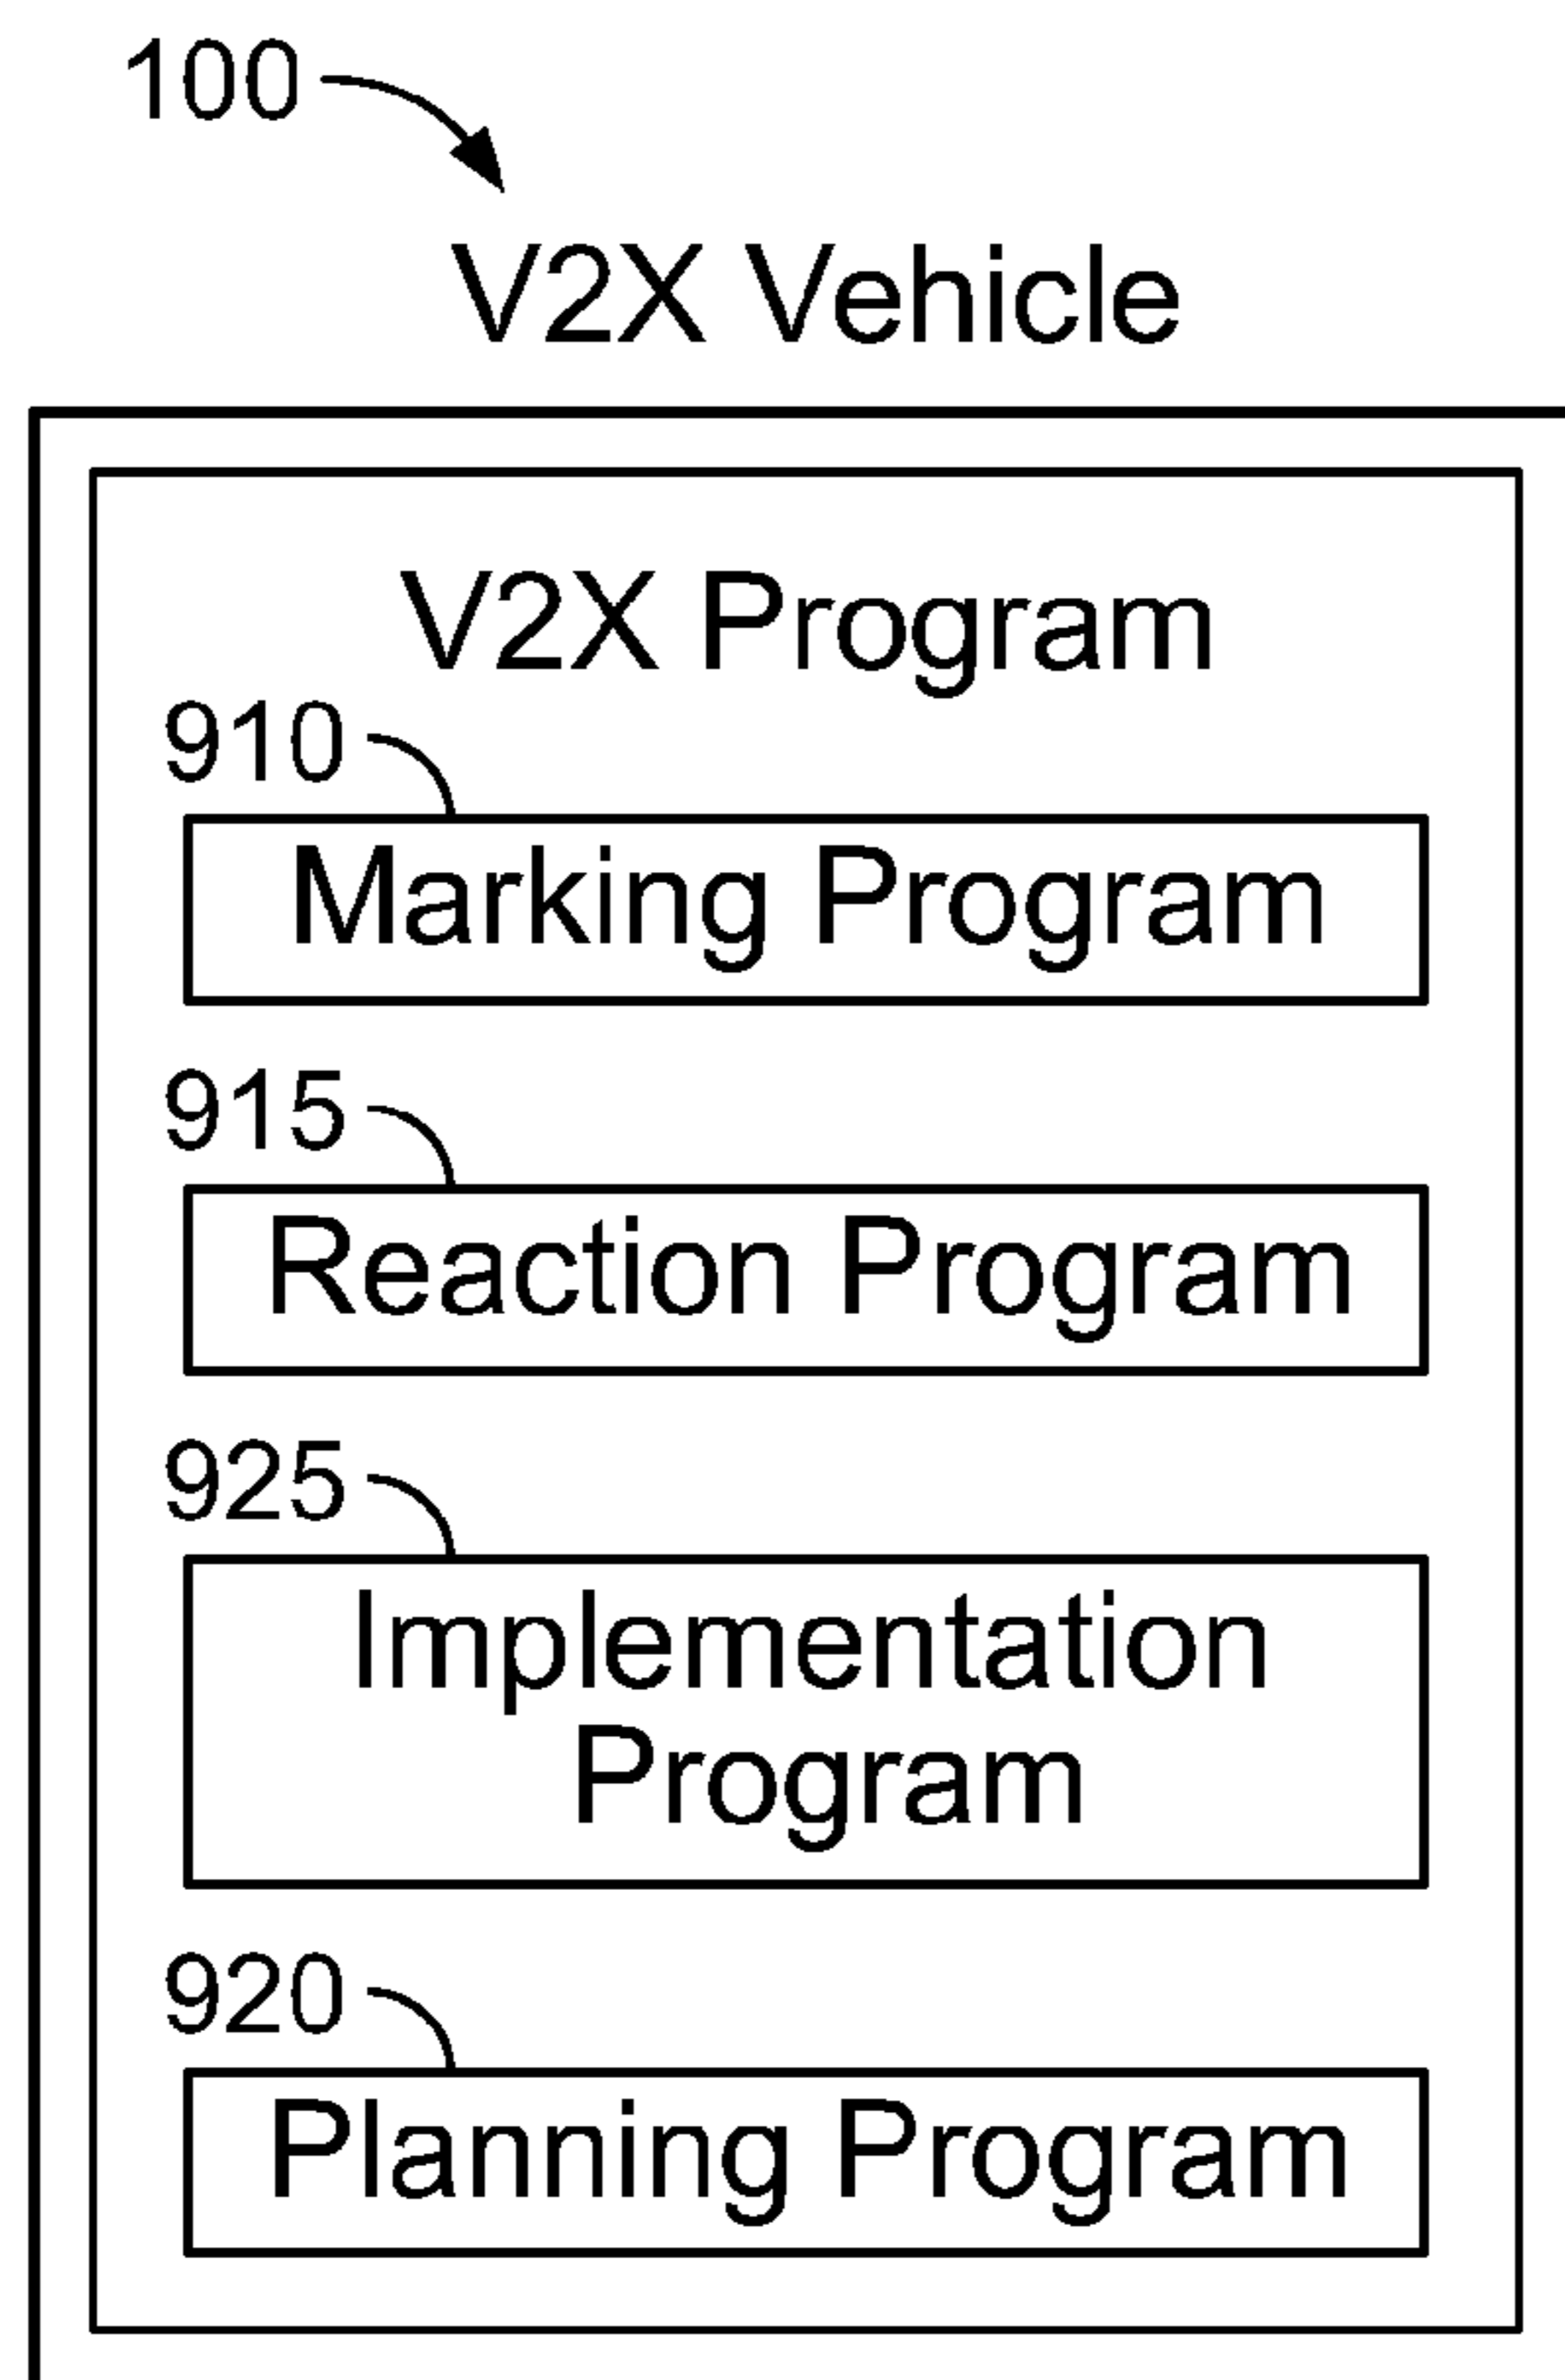 100
V2X Vehicle
V2X Program
910
Marking Program
915
Reaction Program
925
Implementation
Program
920
Planning Program